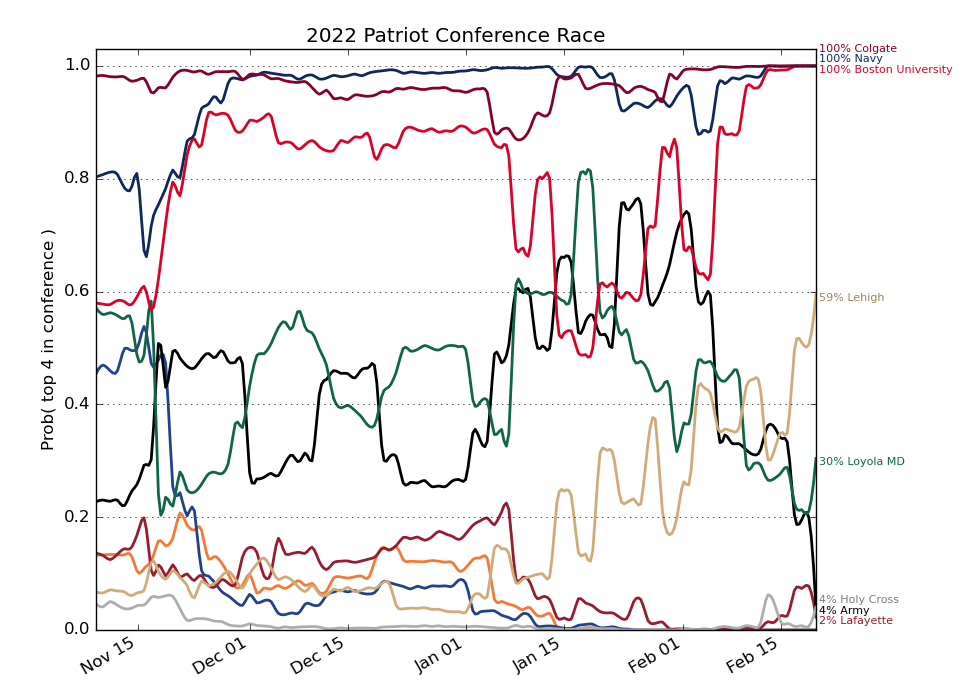 2022 Patriot Conference Race
Prob( top 4 in conference )
1.0
0.8
0.6
0.4
0.2
0.0
Nov 15
Dec 01
Dec 15
Jan 01
Jan 15
Feb 01
Feb 15
100% Colgate
100% Navy
100% Boston University
59% Lehigh
30% Loyola MD
4% Holy Cross
4% Army
2% Lafayette